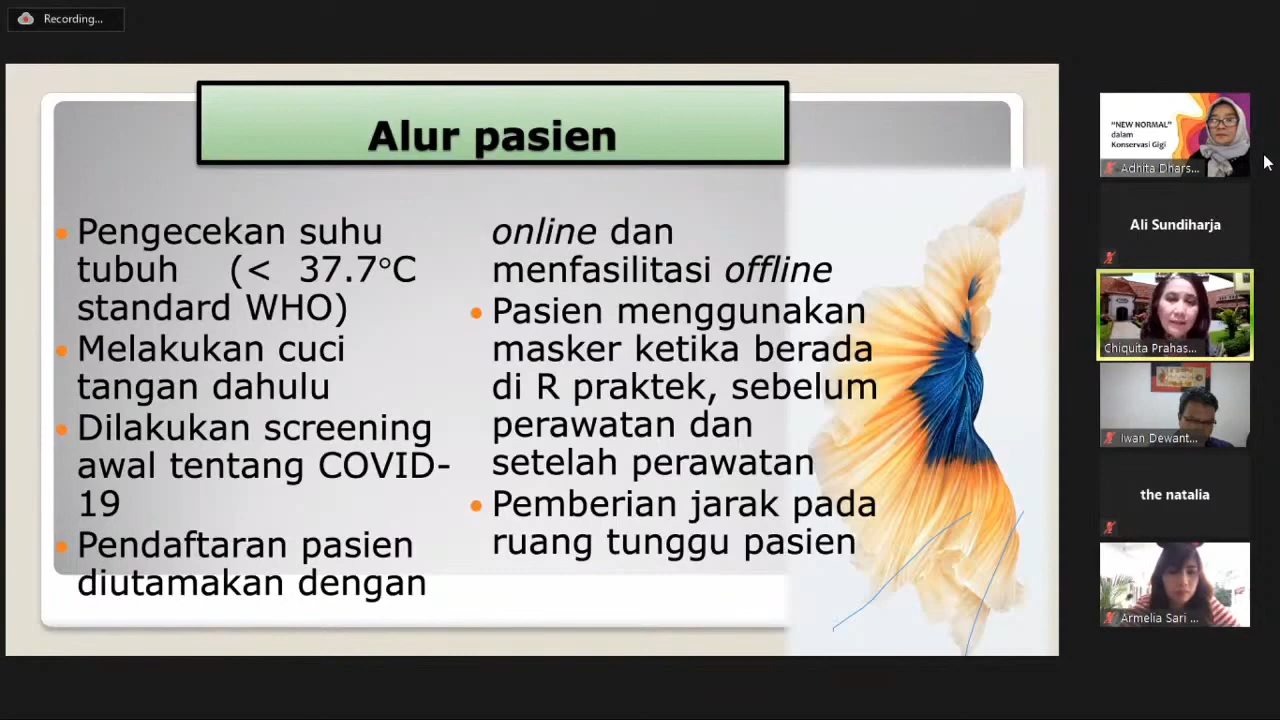 Recording...
Alur pasien
Pengecekan suhu
tubuh (< 37.7°C
standard WHO)
Melakukan cuci
tangan dahulu
Dilakukan screening
awal tentang COVID-
19
Pendaftaran pasien
diutamakan dengan
online dan
menfasilitasi offline
Pasien menggunakan
masker ketika berada
di R praktek, sebelum
perawatan dan
setelah perawatan
Pemberian jarak pada
ruang tunggu pasien
"NEW NORMAL"
dalam
Konservasi Gigi
Adhita Dhars...
Ali Sundiharja
Chiquita Prahas...
Iwan Dewant...
the natalia
Armelia Sari ...